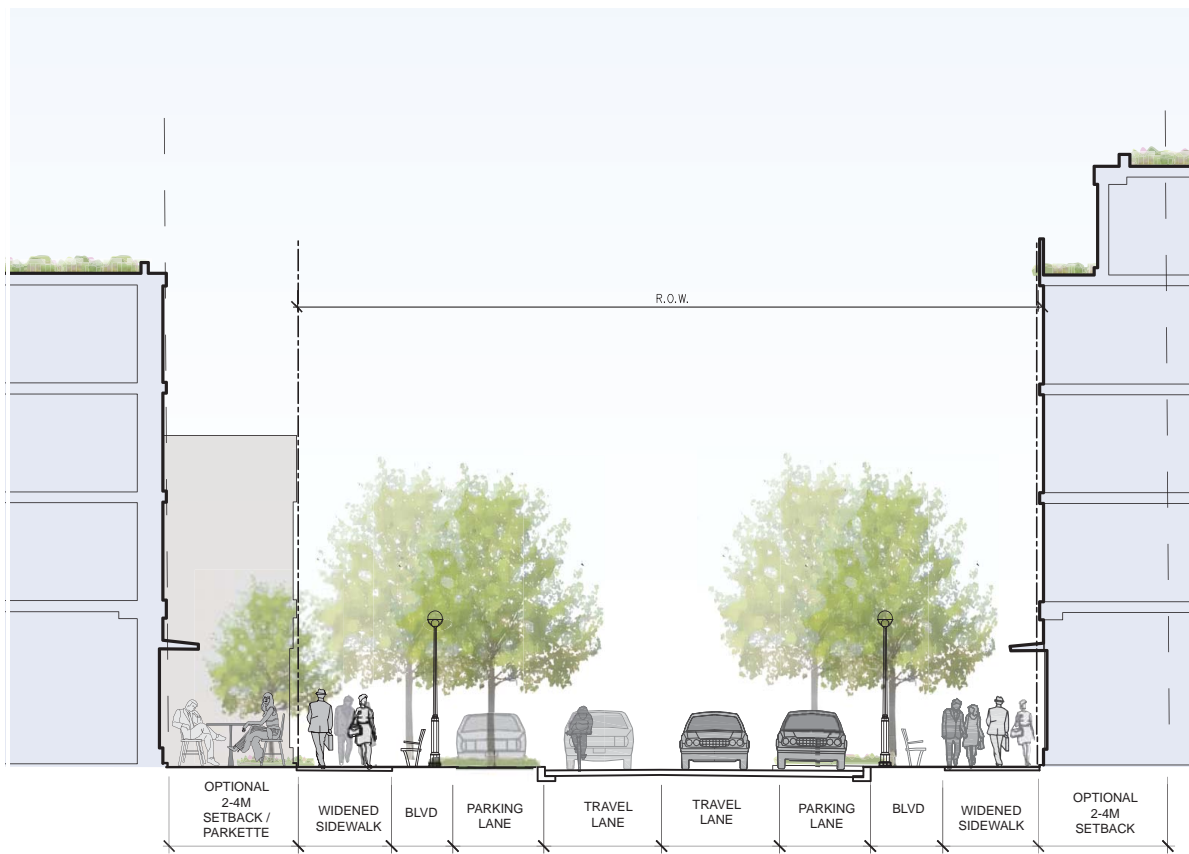 R.O.W.
OPTIONAL
2-4M
SETBACK /
PARKETTE
WIDENED
SIDEWALK
BLVD
PARKING
LANE
TRAVEL
LANE
TRAVEL
LANE
PARKING
LANE
BLVD
WIDENED
SIDEWALK
OPTIONAL
2-4M
SETBACK